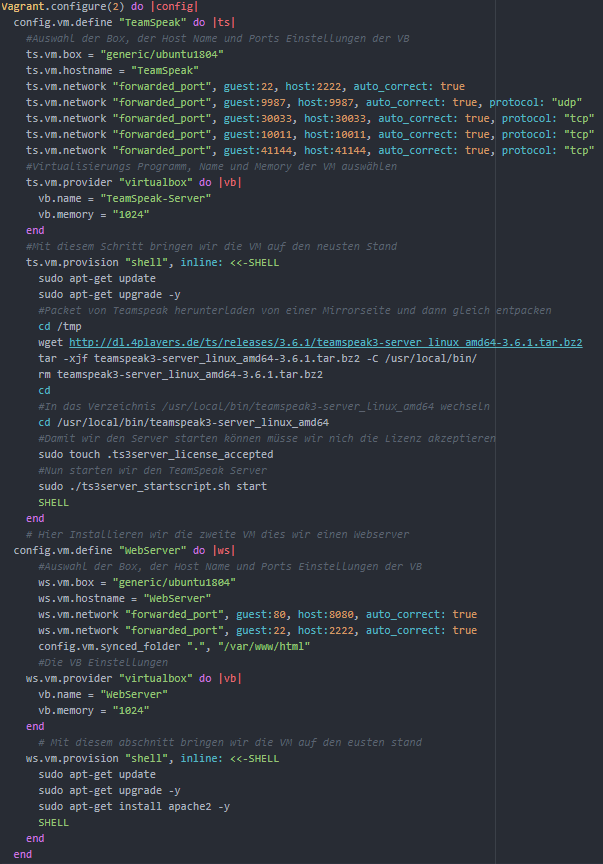 Vagrant.configure(2) do |config|
  config.vm.define "TeamSpeak" do |ts|
    #Auswahl der Box, der Host Name und Ports Einstellungen der VB
    ts.vm.box = "generic/ubuntu1804"
    ts.vm.hostname = "TeamSpeak"
    ts.vm.network "forwarded_port", guest:22, host:2222, auto_correct: true
    ts.vm.network "forwarded_port", guest:9987, host:9987, auto_correct: true, protocol: "udp"
    ts.vm.network "forwarded_port", guest:30033, host:30033, auto_correct: true, protocol: "tcp"
    ts.vm.network "forwarded_port", guest:10011, host:10011, auto_correct: true, protocol: "tcp"
    ts.vm.network "forwarded_port", guest:41144, host:41144, auto_correct: true, protocol: "tcp"
    #Virtualisierungs Programm, Name und Memory der VM auswählen
    ts.vm.provider "virtualbox" do |vb|
      vb.name = "TeamSpeak-Server"
      vb.memory = "1024"
    end
    #Mit diesem Schritt bringen wir die VM auf den neusten Stand
    ts.vm.provision "shell", inline: <<-SHELL
      sudo apt-get update
      sudo apt-get upgrade -y
      #Packet von Teamspeak herunterladen von einer Mirrorseite und dann gleich entpacken
      cd /tmp
      wget http://dl.4players.de/ts/releases/3.6.1/teamspeak3-server_linux_amd64-3.6.1.tar.bz2
      tar -xjf teamspeak3-server_linux_amd64-3.6.1.tar.bz2 -C /usr/local/bin/
      rm teamspeak3-server_linux_amd64-3.6.1.tar.bz2
      cd
      #In das Verzeichnis /usr/local/bin/teamspeak3-server_linux_amd64 wechseln
      cd /usr/local/bin/teamspeak3-server_linux_amd64
      #Damit wir den Server starten können müsse wir nich die Lizenz akzeptieren
      sudo touch .ts3server_license_accepted
      #Nun starten wir den TeamSpeak Server
      sudo ./ts3server_startscript.sh start
      SHELL
    end
    # Hier Installieren wir die zweite VM dies wir einen Webserver
  config.vm.define "WebServer" do |ws|
      #Auswahl der Box, der Host Name und Ports Einstellungen der VB
      ws.vm.box = "generic/ubuntu1804"
      ws.vm.hostname = "WebServer"
      ws.vm.network "forwarded_port", guest:80, host:8080, auto_correct: true
      ws.vm.network "forwarded_port", guest:22, host:2222, auto_correct: true
      config.vm.synced_folder ".", "/var/www/html"
      #Die VB Einstellungen
    ws.vm.provider "virtualbox" do |vb|
      vb.name = "WebServer"
      vb.memory = "1024"
    end
      # Mit diesem abschnitt bringen wir die VM auf den eusten stand
    ws.vm.provision "shell", inline: <<-SHELL
      sudo apt-get update
      sudo apt-get upgrade -y
      sudo apt-get install apache2 -y
      SHELL
    end
  end